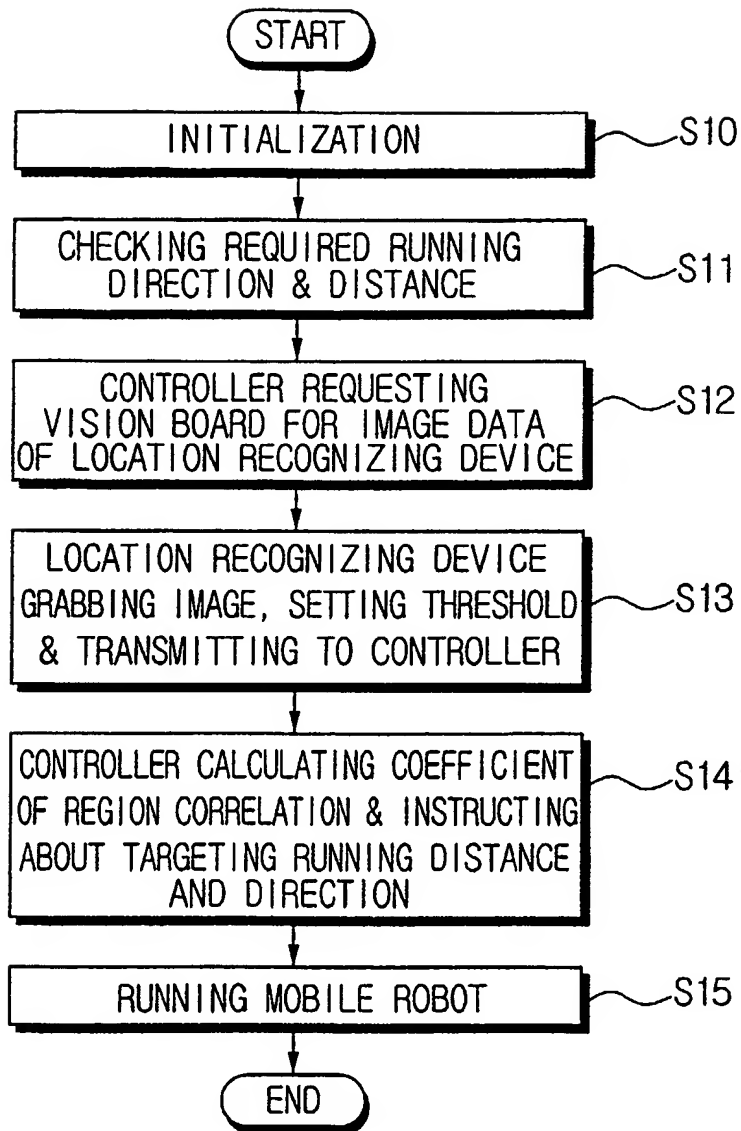 START
INITIALIZATION
S10
CHECKING REQUIRED RUNNING
DIRECTION & DISTANCE
S11
CONTROLLER REQUESTING
VISION BOARD FOR IMAGE DATA
OF LOCATION RECOGNIZING DEVICE
S12
LOCATION RECOGNIZING DEVICE
GRABBING IMAGE, SETTING THRESHOLD
& TRANSMITTING TO CONTROLLER
S13
CONTROLLER CALCULATING COEFFICIENT
OF REGION CORRELATION & INSTRUCTING
ABOUT TARGETING RUNNING DISTANCE
AND DIRECTION
S14
RUNNING MOBILE ROBOT
S15
END